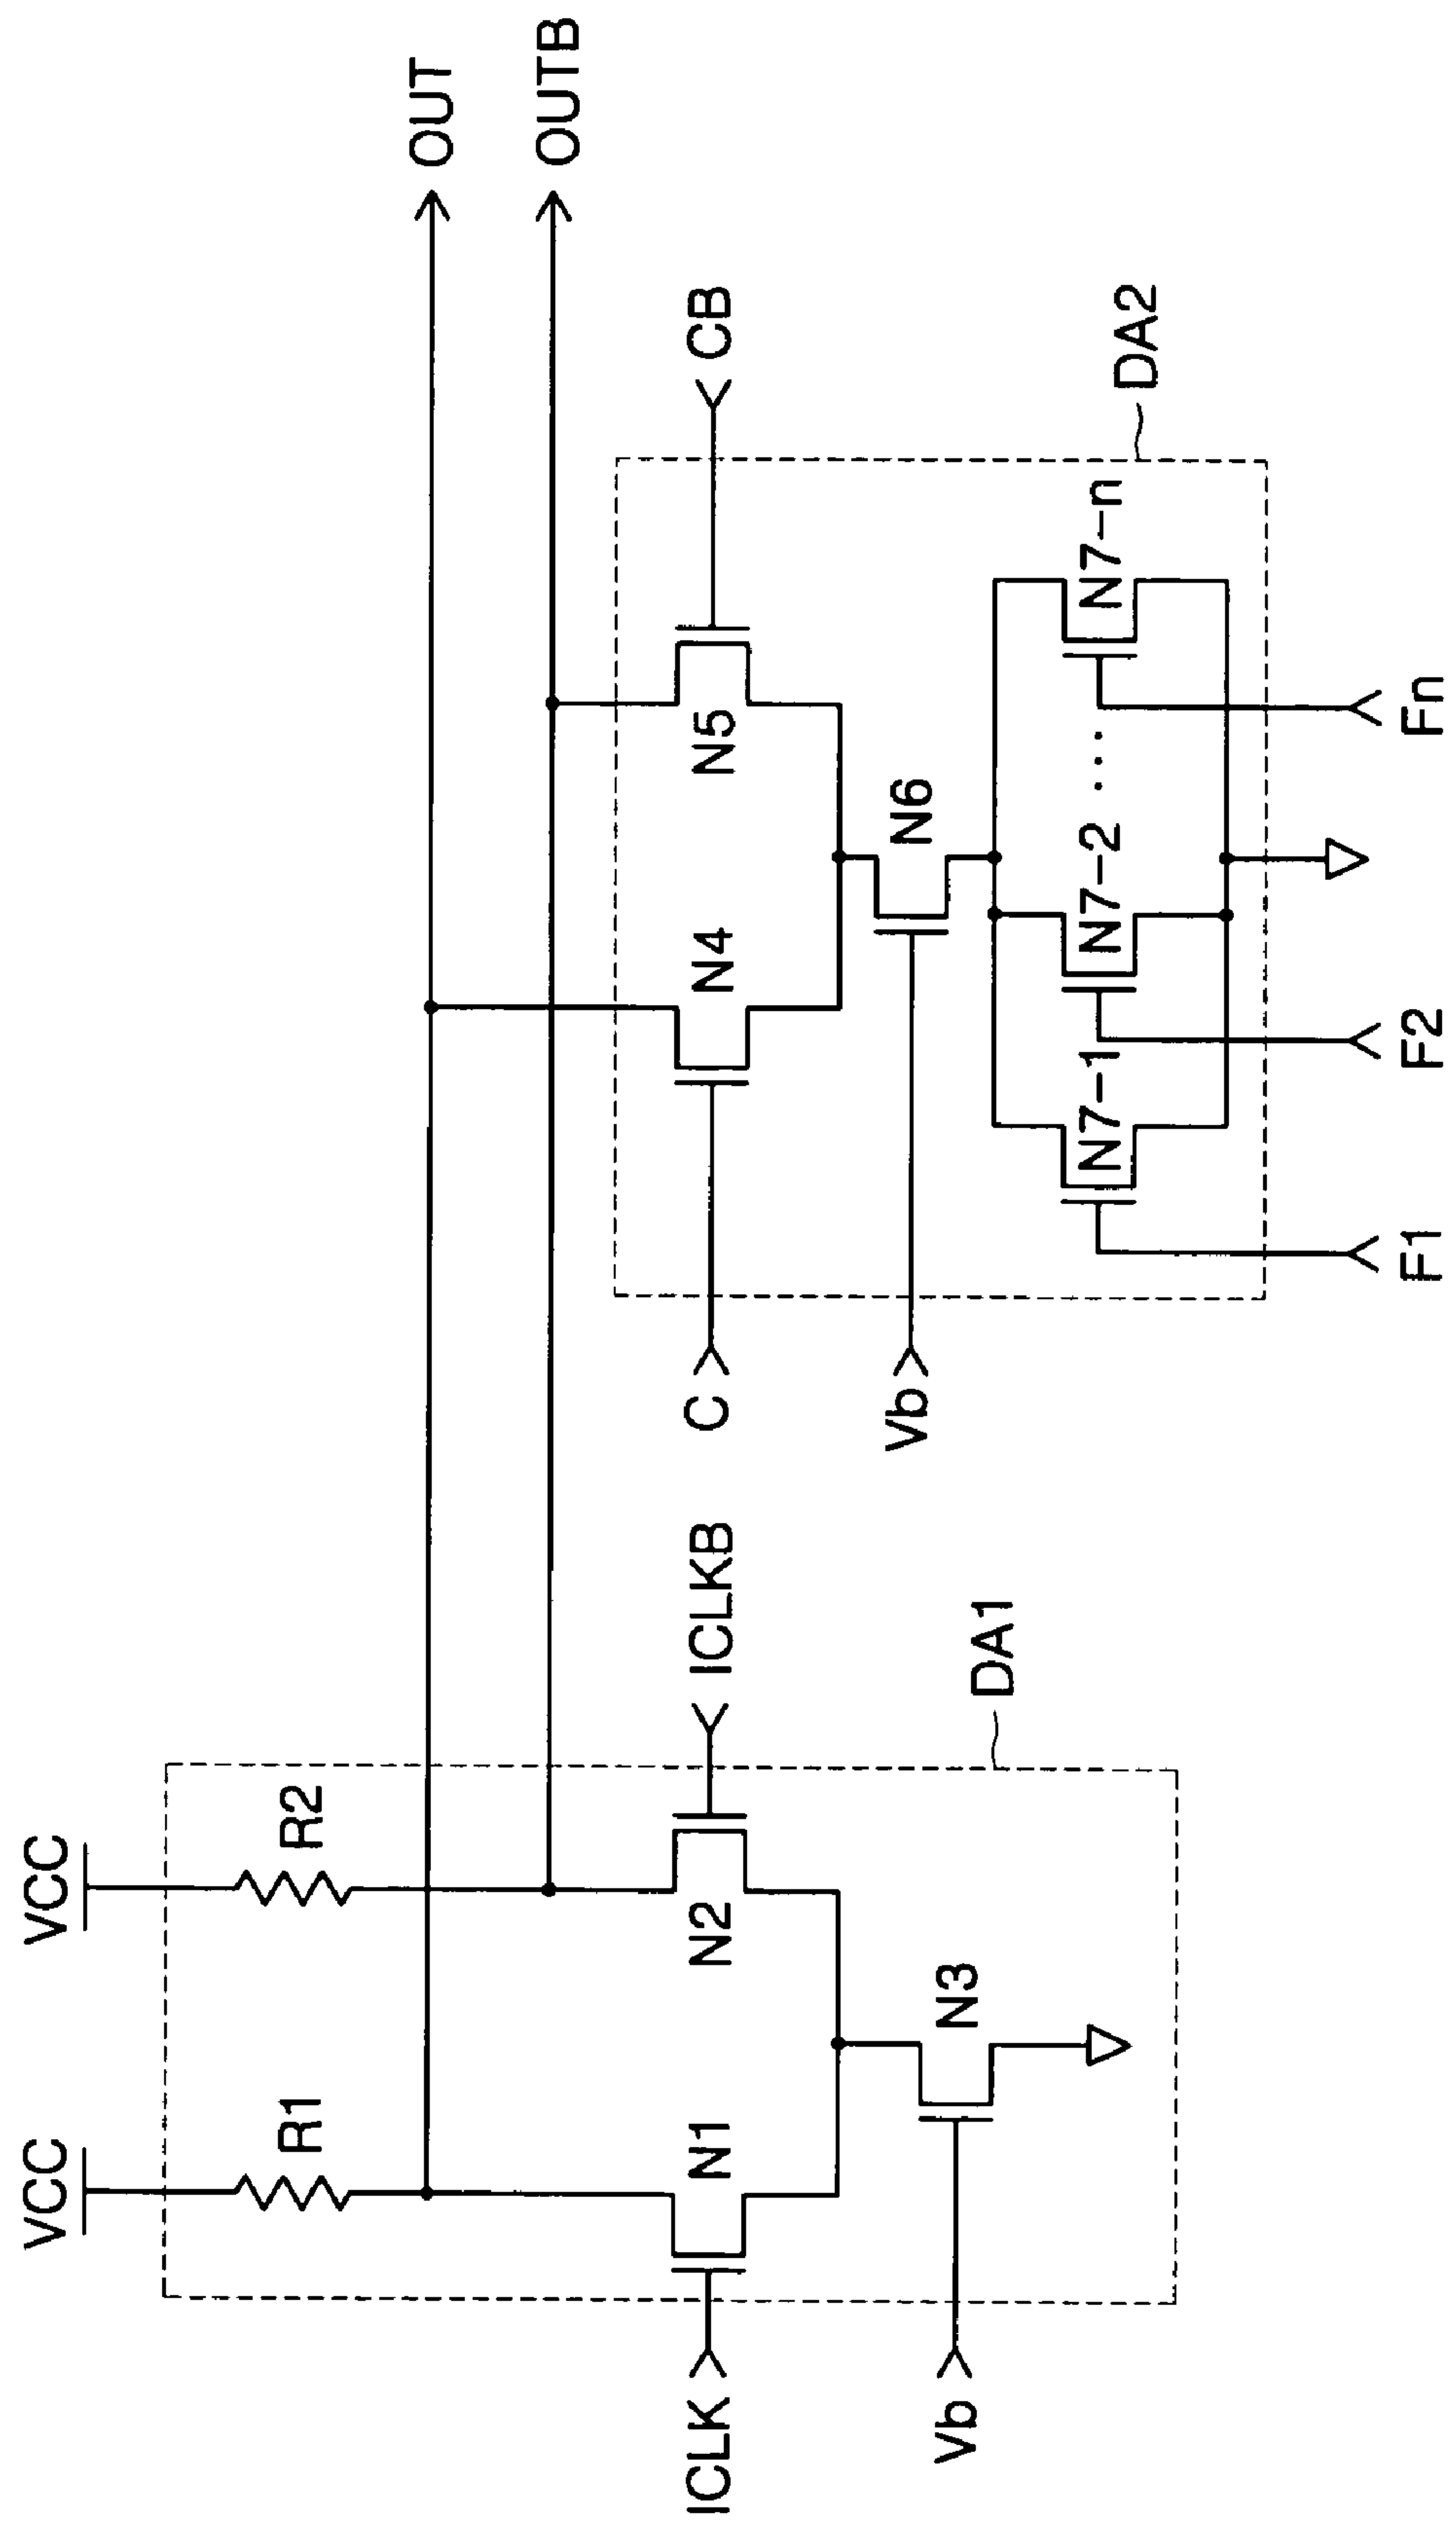 VCC
VCC
R1
R2
OUT
OUTB
ICLK
N1
N2
ICLKB
C
N4
N5
CB
Vb
N3
DA1
Vb
N6
N7-1
N7-2
...
N7-n
DA2
F1
F2
Fn